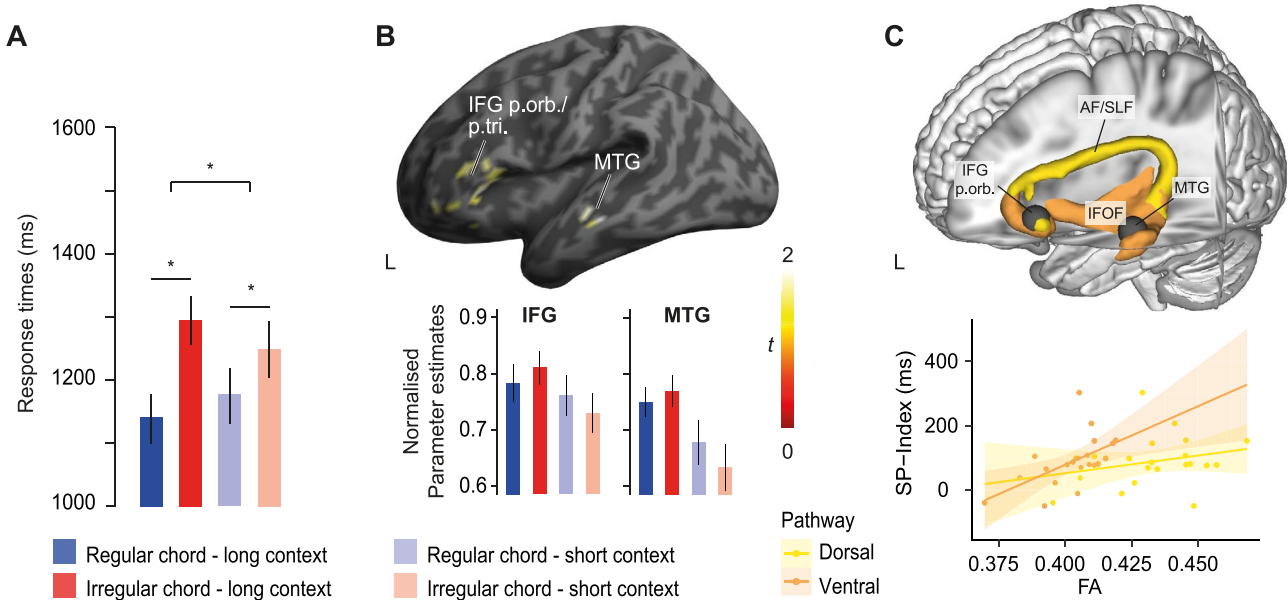 A
Response times (ms)
1600
1400
1200
1000
*
*
*
B
IFG p.orb./
p.tri.
MTG
L
2
t
0
Normalised
Parameter estimates
0.9
0.8
0.7
0.6
IFG
MTG
C
AF/SLF
IFG
p.orb.
MTG
IFOF
L
SP−Index (ms)
400
200
0
0.375
0.400
0.425
0.450
FA
Pathway
Dorsal
Ventral
Regular chord - long context
Irregular chord - long context
Regular chord - short context
Irregular chord - short context